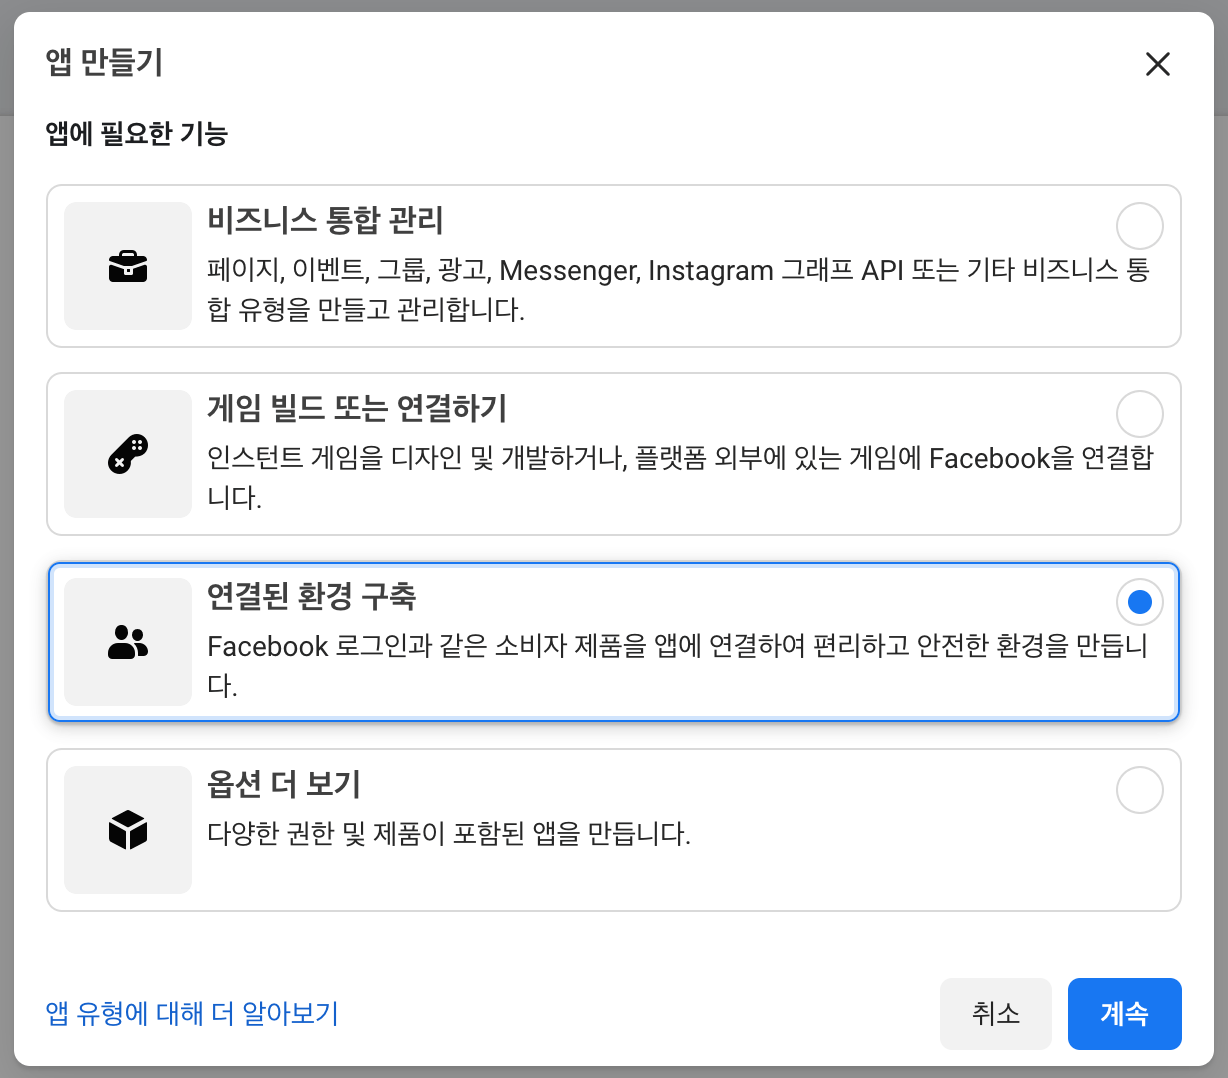 앱 만들기
앱에 필요한 기능
비즈니스 통합 관리
페이지, 이벤트, 그룹, 광고, Messenger, Instagram 그래프 API 또는 기타 비즈니스 통
합 유형을 만들고 관리합니다.
게임 빌드 또는 연결하기
인스턴트 게임을 디자인 및 개발하거나, 플랫폼 외부에 있는 게임에 Facebook을 연결합
니다.
연결된 환경 구축
Facebook 로그인과 같은 소비자 제품을 앱에 연결하여 편리하고 안전한 환경을 만듭니
다.
옵션 더 보기
다양한 권한 및 제품이 포함된 앱을 만듭니다.
앱 유형에 대해 더 알아보기
취소
계속